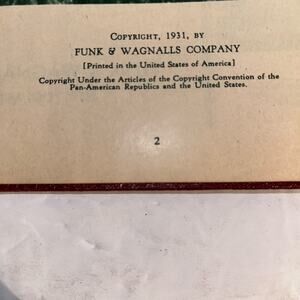 COPYRIGHT, 1931, BY
FUNK & WAGNALLS COMPANY
[Printed in the United States of America]
Copyright Under the Articles of the Copyright Convention of the
Pan-American Republics and the United States.
2